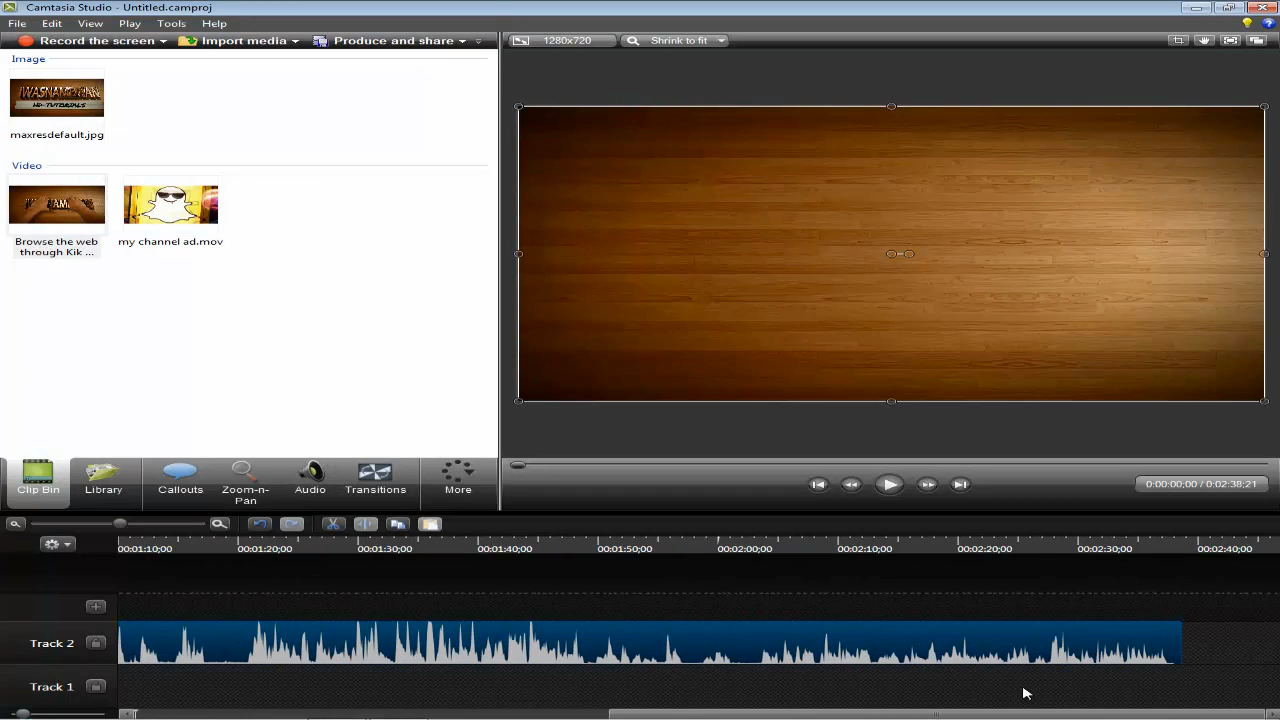 Camtasia Studio - Untitled.camproj
File Edit View Play Tools Help
Record the screen Import media Produce and share
1280x720 Shrink to fit
Image
HD-TUTORIALS
maxresdefault.jpg
Video
Browse the web
through Kik ...
my channel ad.mov
Clip Bin Library Callouts Zoom-n-
Pan Audio Transitions More
0:00:00;00 / 0:02:38;21
00:01:10;00 00:01:20;00 00:01:30;00 00:01:40;00 00:01:50;00 00:02:00;00 00:02:10;00 00:02:20;00 00:02:30;00 00:02:40;00
Track 2
Track 1